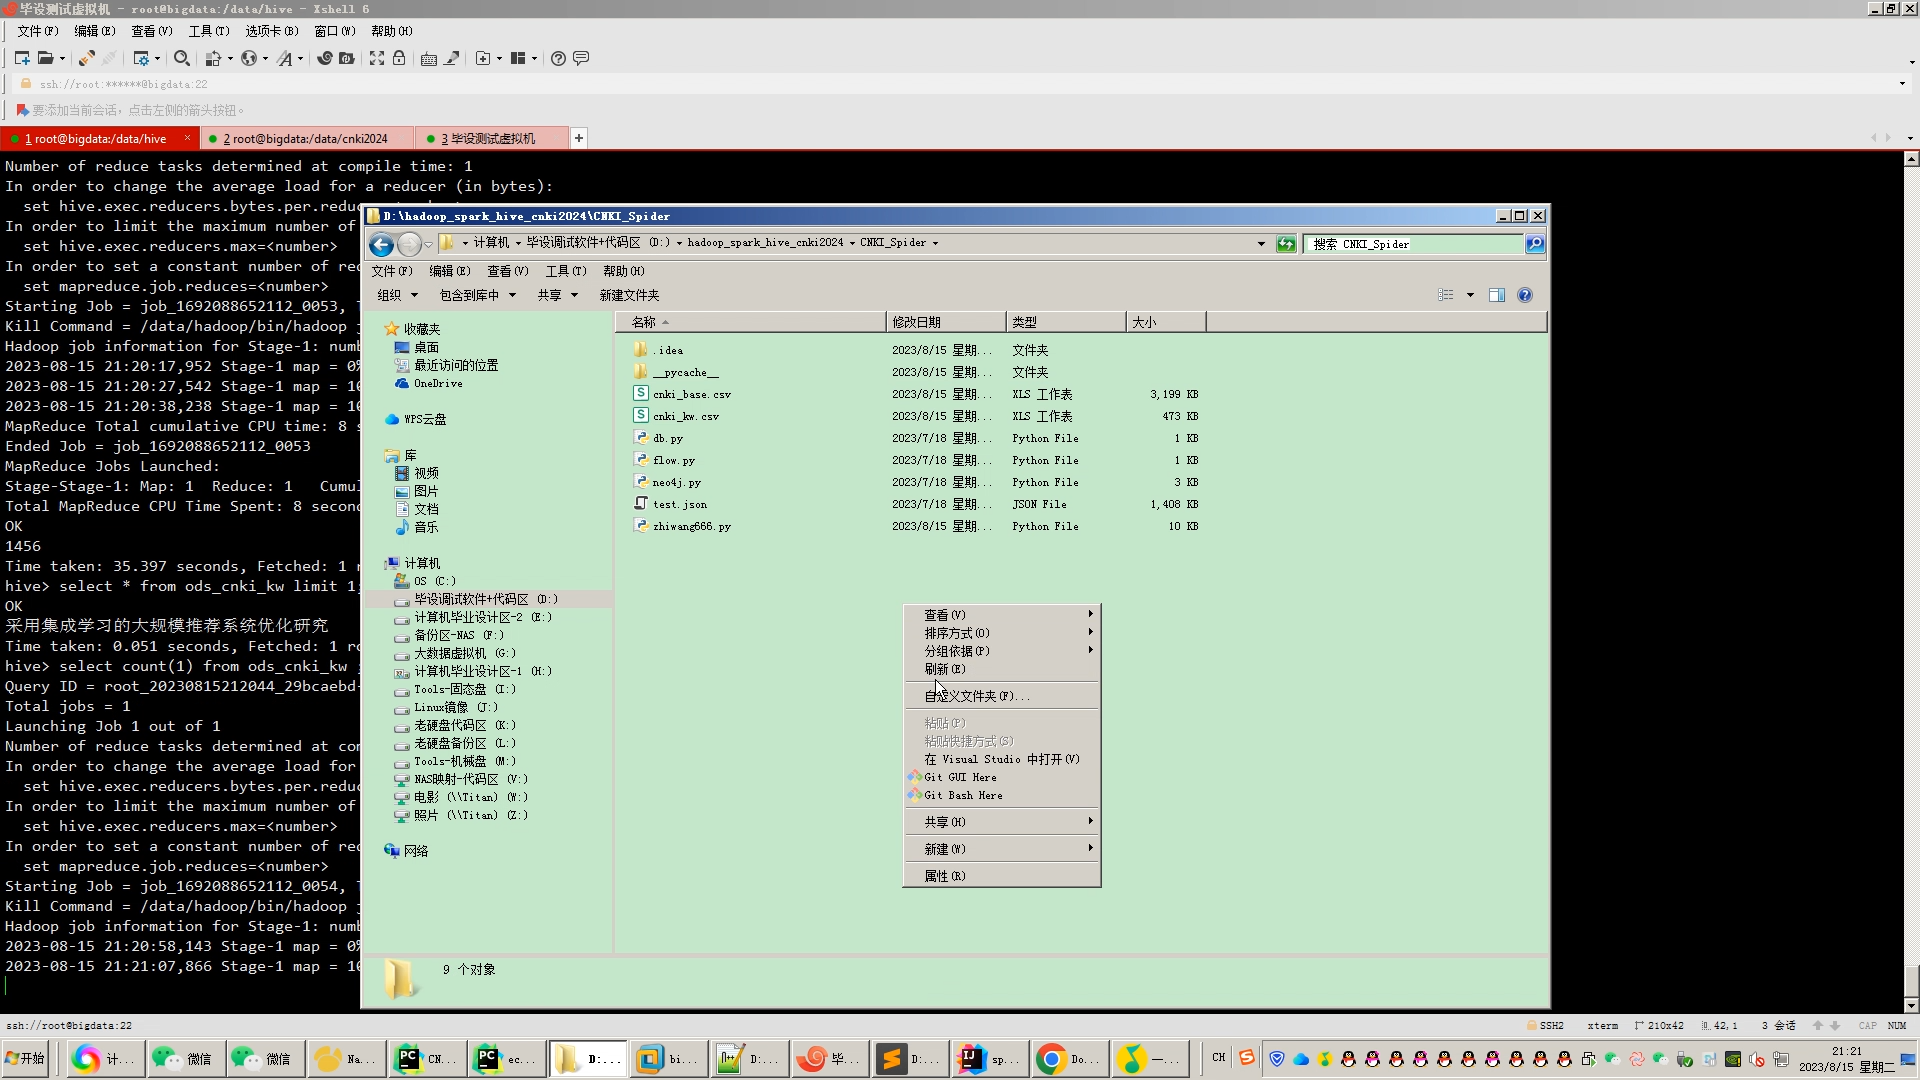 毕设测试虚拟机 - root@bigdata:/data/hive - Xshell 6
文件(F) 编辑(E) 查看(V) 工具(T) 选项卡(B) 窗口(W) 帮助(H)
ssh://root:******@bigdata:22
要添加当前会话，点击左侧的箭头按钮。
1 root@bigdata:/data/hive × 2 root@bigdata:/data/cnki2024 3 毕设测试虚拟机 +
Number of reduce tasks determined at compile time: 1
In order to change the average load for a reducer (in bytes):
set hive.exec.reducers.bytes.per.reduc
In order to limit the maximum number of
set hive.exec.reducers.max=<number>
In order to set a constant number of re
set mapreduce.job.reduces=<number>
Starting Job = job_1692088652112_0053,
Kill Command = /data/hadoop/bin/hadoop
Hadoop job information for Stage-1: num
2023-08-15 21:20:17,952 Stage-1 map = 0%
2023-08-15 21:20:27,542 Stage-1 map = 10
2023-08-15 21:20:38,238 Stage-1 map = 10
MapReduce Total cumulative CPU time: 8 s
Ended Job = job_1692088652112_0053
MapReduce Jobs Launched:
Stage-Stage-1: Map: 1 Reduce: 1 Cumul
Total MapReduce CPU Time Spent: 8 second
OK
1456
Time taken: 35.397 seconds, Fetched: 1 r
hive> select * from ods_cnki_kw limit 1;
OK
采用集成学习的大规模推荐系统优化研究
Time taken: 0.051 seconds, Fetched: 1 ro
hive> select count(1) from ods_cnki_kw ;
Query ID = root_20230815212044_29bcaebd-
Total jobs = 1
Launching Job 1 out of 1
Number of reduce tasks determined at com
In order to change the average load for
set hive.exec.reducers.bytes.per.reduc
In order to limit the maximum number of
set hive.exec.reducers.max=<number>
In order to set a constant number of re
set mapreduce.job.reduces=<number>
Starting Job = job_1692088652112_0054,
Kill Command = /data/hadoop/bin/hadoop
Hadoop job information for Stage-1: num
2023-08-15 21:20:58,143 Stage-1 map = 0%
2023-08-15 21:21:07,866 Stage-1 map = 10
D:\hadoop_spark_hive_cnki2024\CNKI_Spider
计算机 毕设调试软件+代码区 (D:) hadoop_spark_hive_cnki2024 CNKI_Spider 搜索 CNKI_Spider
文件(F) 编辑(E) 查看(V) 工具(T) 帮助(H)
组织 包含到库中 共享 新建文件夹
收藏夹
桌面
最近访问的位置
OneDrive
WPS云盘
库
视频
图片
文档
音乐
计算机
OS (C:)
毕设调试软件+代码区 (D:)
计算机毕业设计区-2 (E:)
备份区-NAS (F:)
大数据虚拟机 (G:)
计算机毕业设计区-1 (H:)
Tools-固态盘 (I:)
Linux镜像 (J:)
老硬盘代码区 (K:)
老硬盘备份区 (L:)
Tools-机械盘 (M:)
NAS映射-代码区 (V:)
电影 (\\Titan) (W:)
照片 (\\Titan) (Z:)
网络
名称 修改日期 类型 大小
.idea 2023/8/15 星期... 文件夹
__pycache__ 2023/8/15 星期... 文件夹
cnki_base.csv 2023/8/15 星期... XLS 工作表 3,199 KB
cnki_kw.csv 2023/8/15 星期... XLS 工作表 473 KB
db.py 2023/7/18 星期... Python File 1 KB
flow.py 2023/7/18 星期... Python File 1 KB
neo4j.py 2023/7/18 星期... Python File 3 KB
test.json 2023/7/18 星期... JSON File 1,408 KB
zhiwang666.py 2023/8/15 星期... Python File 10 KB
查看(V)
排序方式(O)
分组依据(P)
刷新(E)
自定义文件夹(F)...
粘贴(P)
粘贴快捷方式(S)
在 Visual Studio 中打开(V)
Git GUI Here
Git Bash Here
共享(H)
新建(W)
属性(R)
9 个对象
ssh://root@bigdata:22 SSH2 xterm 210x42 42,1 3 会话 CAP NUM
开始 计... 微信 微信 Na... CN... ec... D:... bi... D:... 毕... D:... sp... Do... 一... CH 21:21
2023/8/15 星期二